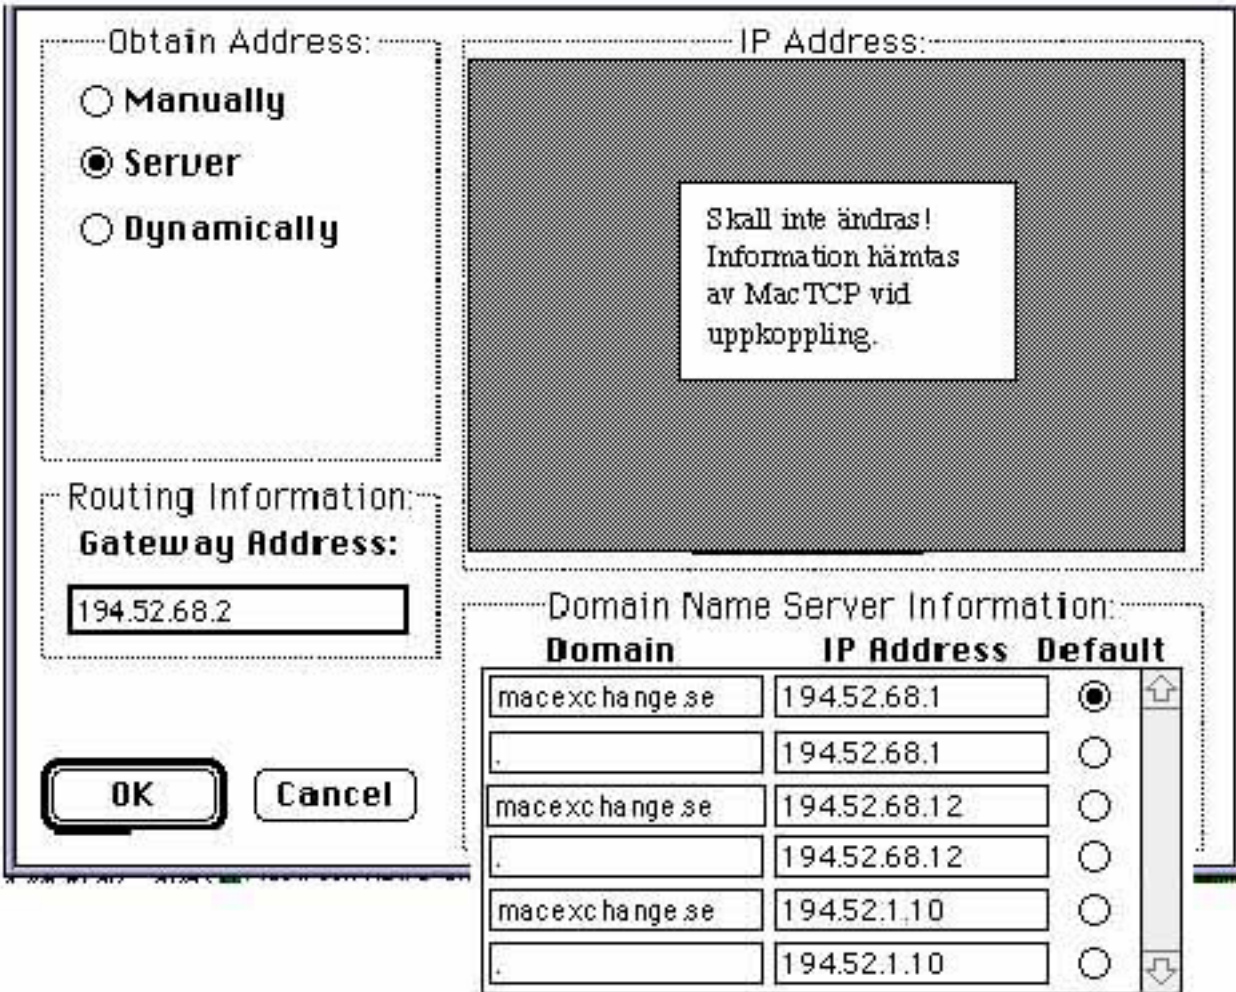 Obtain Address:
Manually
Server
Dynamically
IP Address:
Skall inte ändras!
Information hämtas
av MacTCP vid
uppkoppling.
Routing Information:
Gateway Address:
194.52.68.2
OK
Cancel
Domain Name Server Information:
Domain IP Address Default
macexchange.se 194.52.68.1
. 194.52.68.1
macexchange.se 194.52.68.12
. 194.52.68.12
macexchange.se 194.52.1.10
. 194.52.1.10